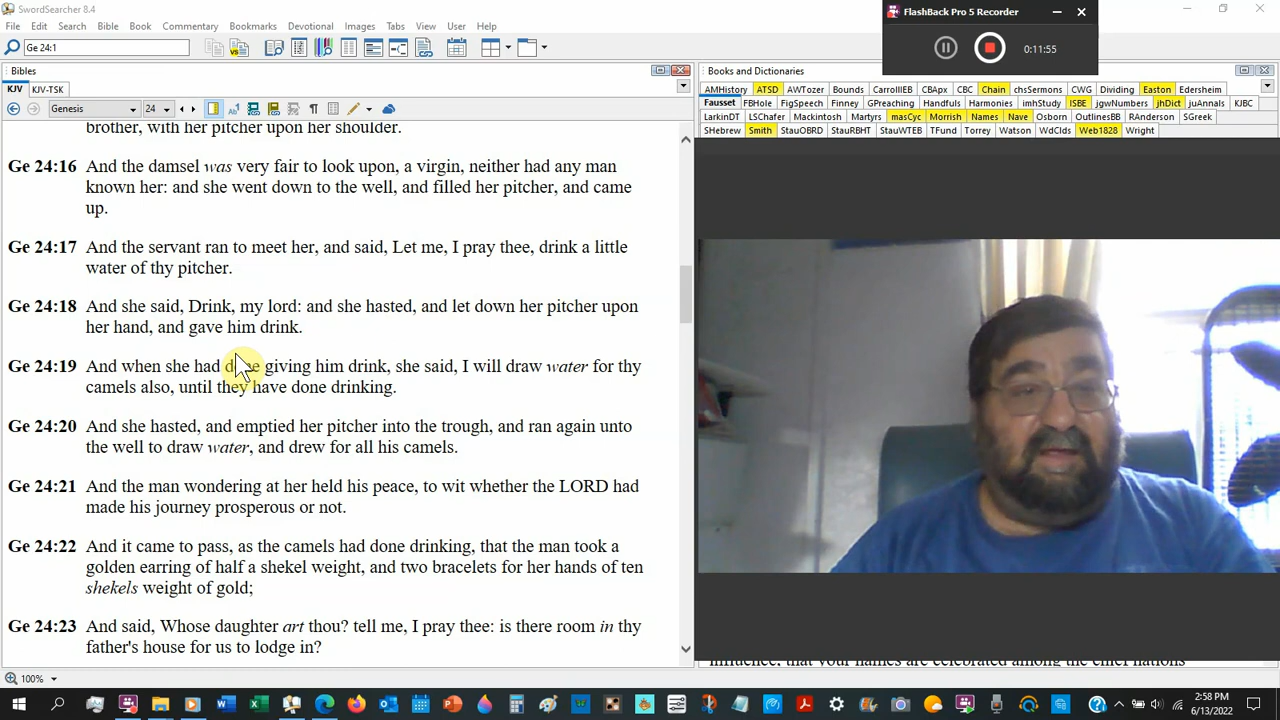 SwordSearcher 8.4
FlashBack Pro 5 Recorder
File Edit Search Bible Book Commentary Bookmarks Devotional Images Tabs View User Help
0:11:55
Ge 24:1
Bibles
Books and Dictionaries
KJV KJV-TSK
AMHistory ATSD AWTozer Bounds CarrollEB CBApx CBC Chain chsSermons CWG Dividing Easton Edersheim
Fausset FBHole FigSpeech Finney GPreaching Handfuls Harmonies imhStudy ISBE jgwNumbers jhDict juAnnals KJBC
LarkinDT LSChafer Mackintosh Martyrs masCyc Morrish Names Nave Osborn OutlinesBB RAnderson SGreek
SHebrew Smith StauOBRD StauRBHT StauWTEB TFund Torrey Watson WdClds Web1828 Wright
Genesis 24
brother, with her pitcher upon her shoulder.
Ge 24:16 And the damsel was very fair to look upon, a virgin, neither had any man
known her: and she went down to the well, and filled her pitcher, and came
up.
Ge 24:17 And the servant ran to meet her, and said, Let me, I pray thee, drink a little
water of thy pitcher.
Ge 24:18 And she said, Drink, my lord: and she hasted, and let down her pitcher upon
her hand, and gave him drink.
Ge 24:19 And when she had done giving him drink, she said, I will draw water for thy
camels also, until they have done drinking.
Ge 24:20 And she hasted, and emptied her pitcher into the trough, and ran again unto
the well to draw water, and drew for all his camels.
Ge 24:21 And the man wondering at her held his peace, to wit whether the LORD had
made his journey prosperous or not.
Ge 24:22 And it came to pass, as the camels had done drinking, that the man took a
golden earring of half a shekel weight, and two bracelets for her hands of ten
shekels weight of gold;
Ge 24:23 And said, Whose daughter art thou? tell me, I pray thee: is there room in thy
father's house for us to lodge in?
influence, that your names are celebrated among the chief nations
100%
2:58 PM
6/13/2022